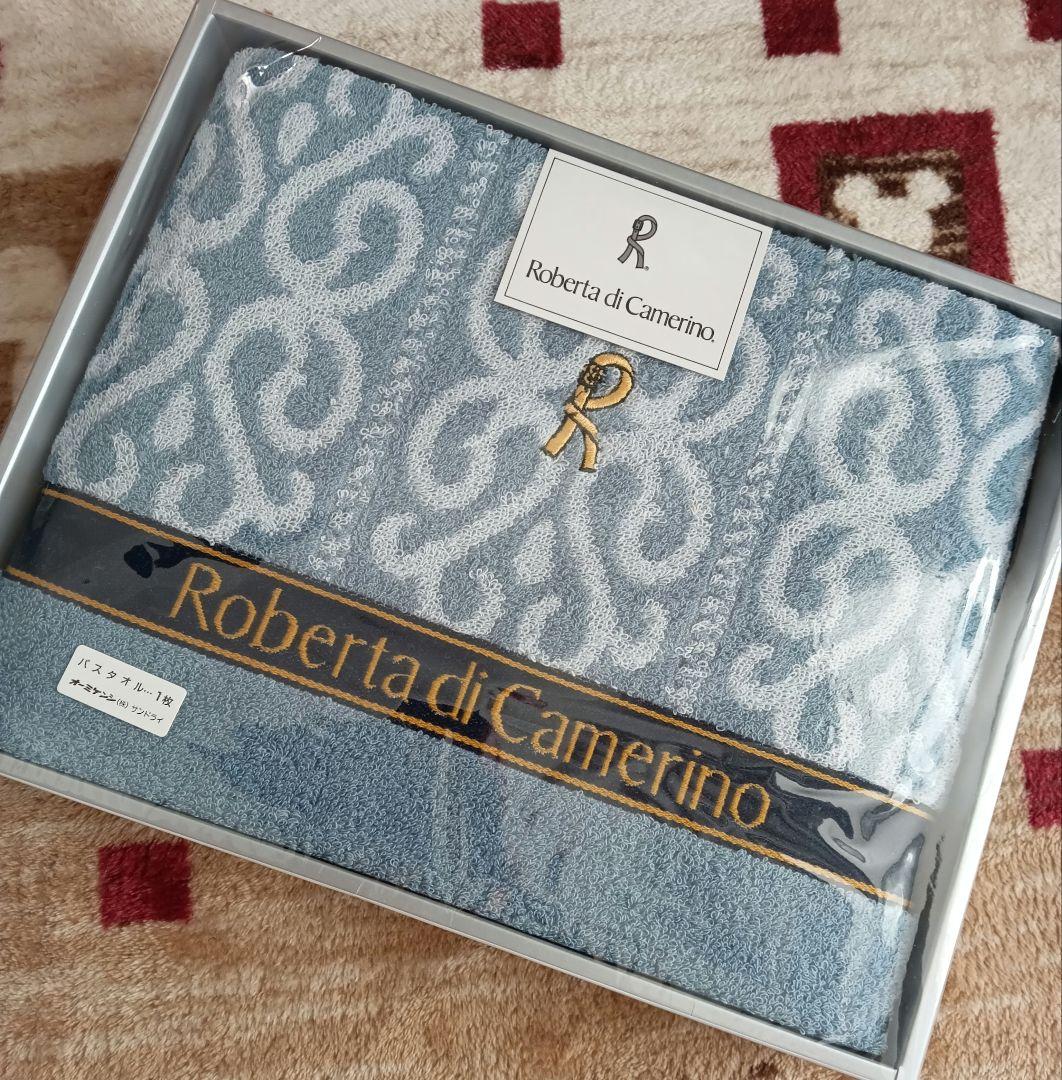 R
Roberta di Camerino.
R
Roberta di Camerino
バスタオル…1枚
オーミケンシ(株) サンドライ